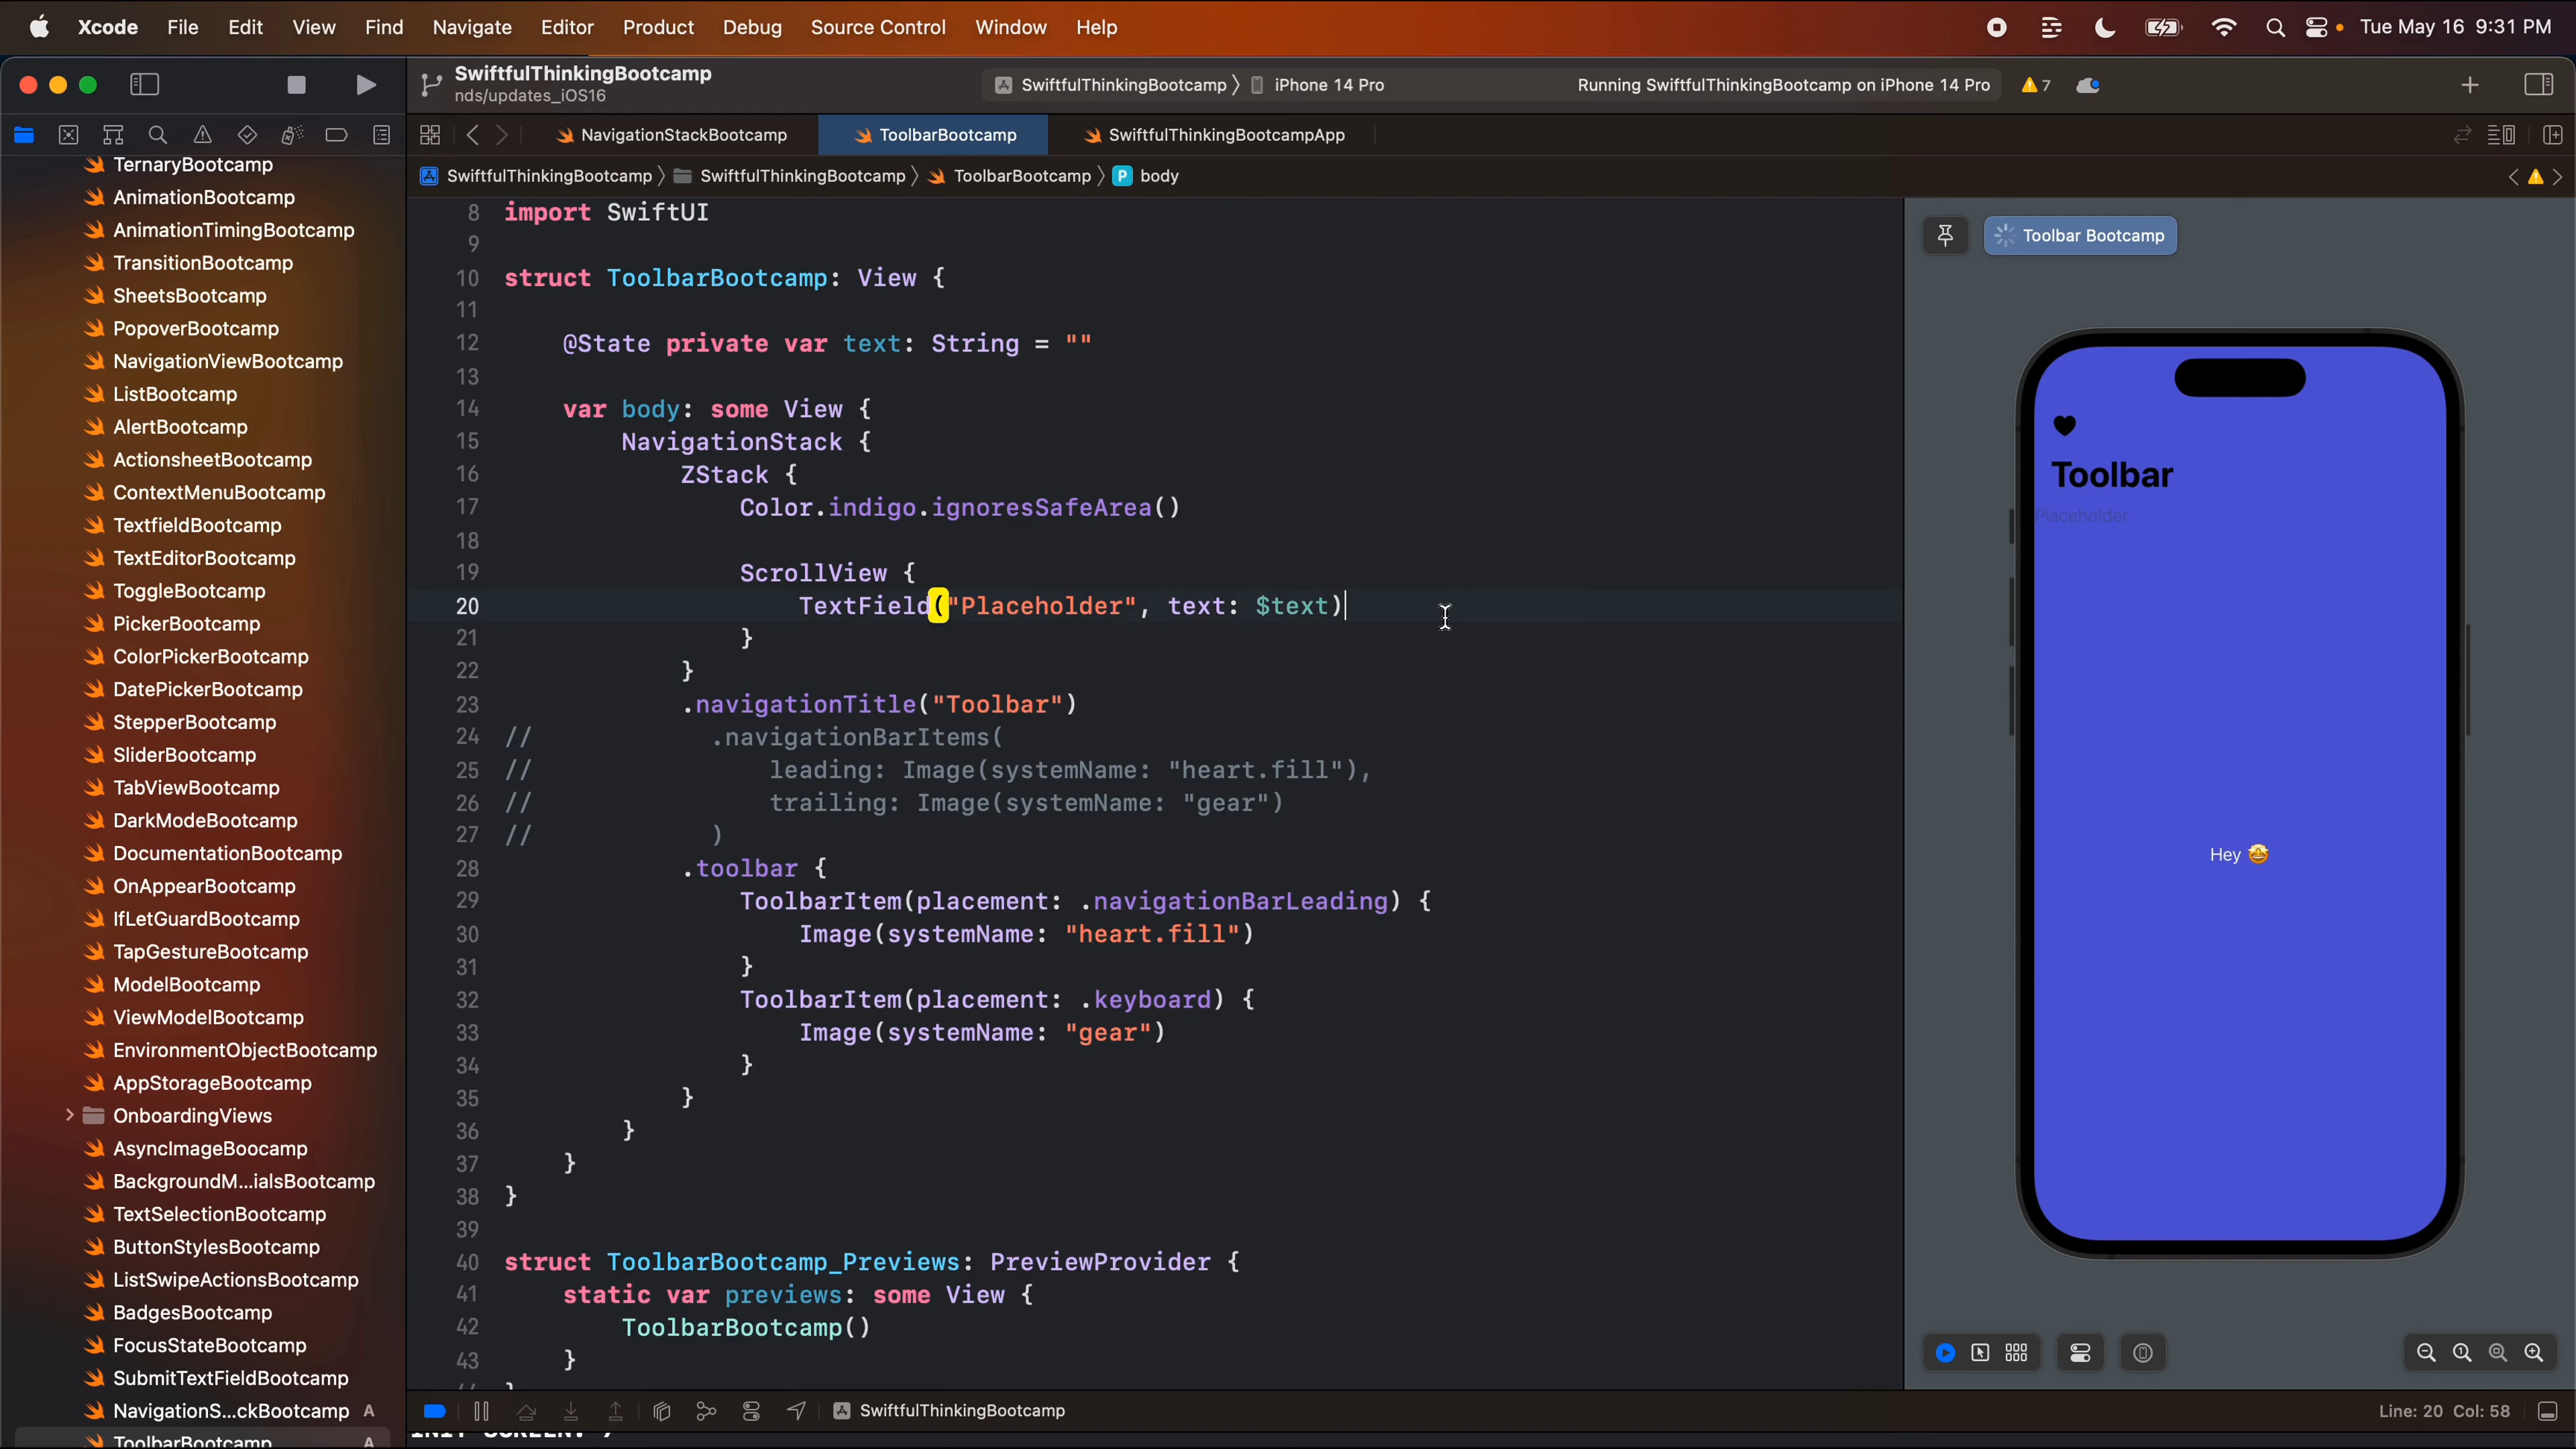 Xcode File Edit View Find Navigate Editor Product Debug Source Control Window Help Tue May 16 9:31 PM
SwiftfulThinkingBootcamp
nds/updates_iOS16
SwiftfulThinkingBootcamp iPhone 14 Pro Running SwiftfulThinkingBootcamp on iPhone 14 Pro 7
NavigationStackBootcamp ToolbarBootcamp SwiftfulThinkingBootcampApp
SwiftfulThinkingBootcamp SwiftfulThinkingBootcamp ToolbarBootcamp P body
TernaryBootcamp
AnimationBootcamp
AnimationTimingBootcamp
TransitionBootcamp
SheetsBootcamp
PopoverBootcamp
NavigationViewBootcamp
ListBootcamp
AlertBootcamp
ActionsheetBootcamp
ContextMenuBootcamp
TextfieldBootcamp
TextEditorBootcamp
ToggleBootcamp
PickerBootcamp
ColorPickerBootcamp
DatePickerBootcamp
StepperBootcamp
SliderBootcamp
TabViewBootcamp
DarkModeBootcamp
DocumentationBootcamp
OnAppearBootcamp
IfLetGuardBootcamp
TapGestureBootcamp
ModelBootcamp
ViewModelBootcamp
EnvironmentObjectBootcamp
AppStorageBootcamp
OnboardingViews
AsyncImageBoocamp
BackgroundM...ialsBootcamp
TextSelectionBootcamp
ButtonStylesBootcamp
ListSwipeActionsBootcamp
BadgesBootcamp
FocusStateBootcamp
SubmitTextFieldBootcamp
NavigationS...ckBootcamp A
ToolbarBootcamp A
8 import SwiftUI
9
10 struct ToolbarBootcamp: View {
11
12 @State private var text: String = ""
13
14 var body: some View {
15 NavigationStack {
16 ZStack {
17 Color.indigo.ignoresSafeArea()
18
19 ScrollView {
20 TextField("Placeholder", text: $text)
21 }
22 }
23 .navigationTitle("Toolbar")
24 // .navigationBarItems(
25 // leading: Image(systemName: "heart.fill"),
26 // trailing: Image(systemName: "gear")
27 // )
28 .toolbar {
29 ToolbarItem(placement: .navigationBarLeading) {
30 Image(systemName: "heart.fill")
31 }
32 ToolbarItem(placement: .keyboard) {
33 Image(systemName: "gear")
34 }
35 }
36 }
37 }
38 }
39
40 struct ToolbarBootcamp_Previews: PreviewProvider {
41 static var previews: some View {
42 ToolbarBootcamp()
43 }
Toolbar Bootcamp
Toolbar
Placeholder
Hey 🤩
SwiftfulThinkingBootcamp
Line: 20 Col: 58